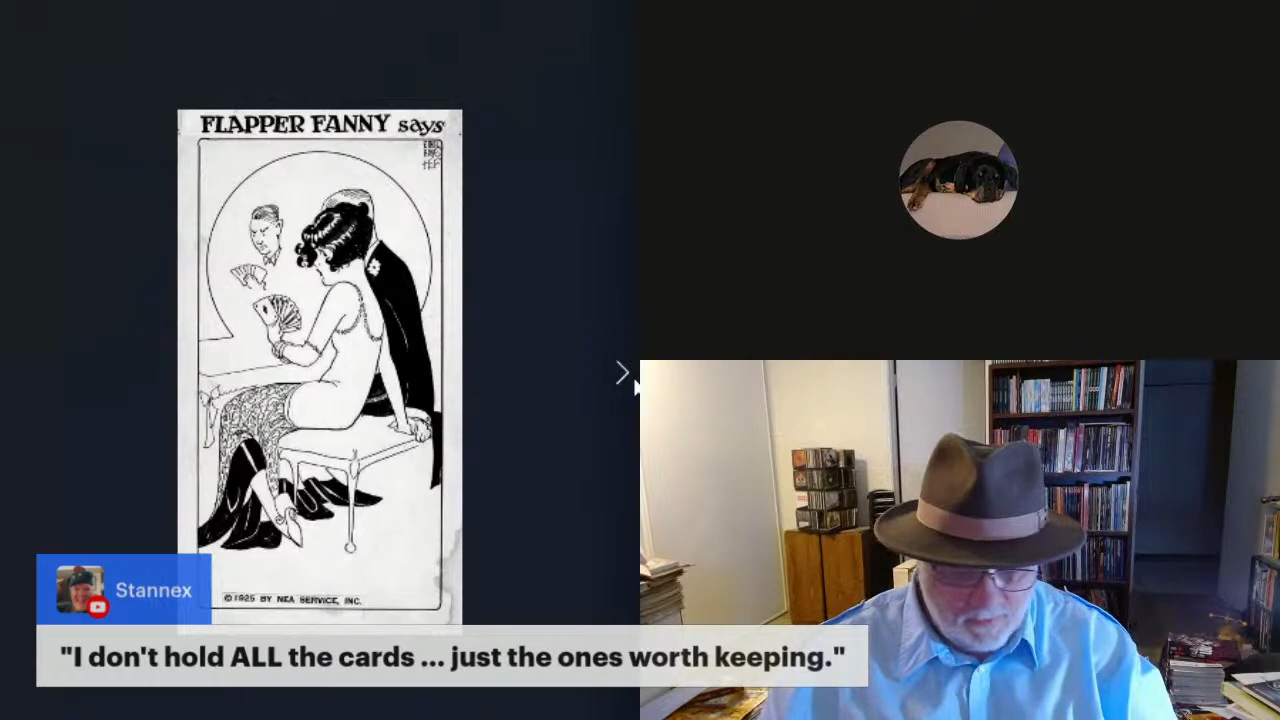 FLAPPER FANNY says
© 1925 BY NEA SERVICE, INC.
Stannex
"I don't hold ALL the cards ... just the ones worth keeping."